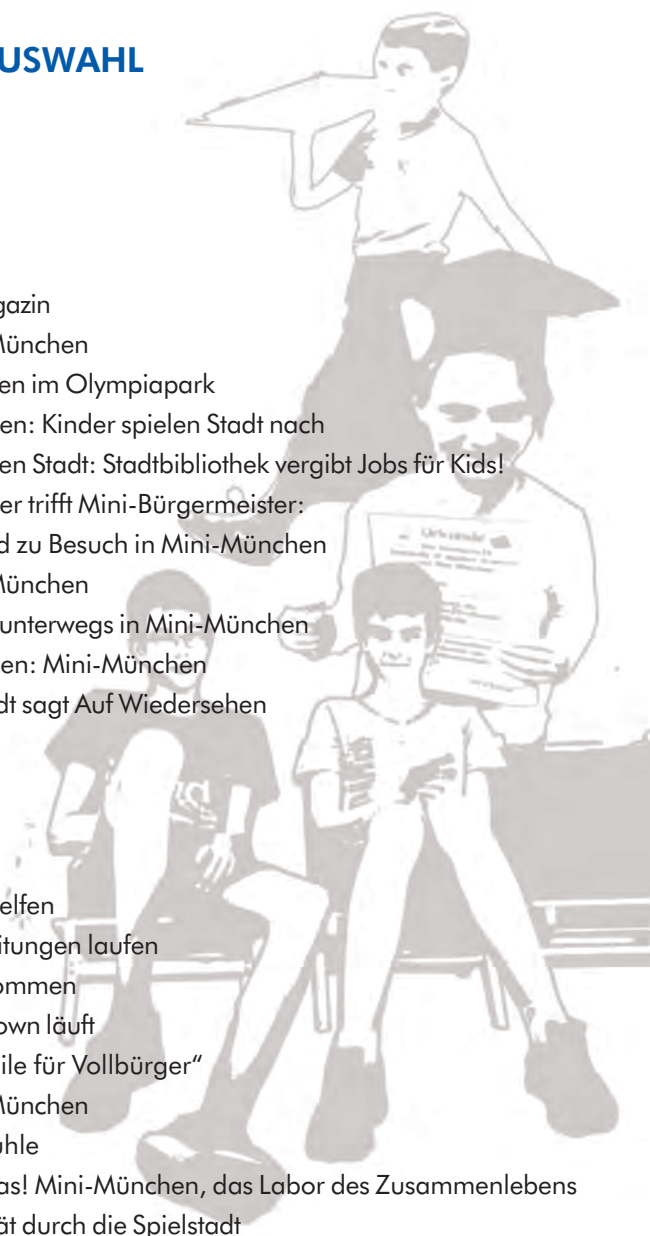 USWAHL
gazin
München
en im Olympiapark
en: Kinder spielen Stadt nach
en Stadt: Stadtbibliothek vergibt Jobs für Kids!
er trifft Mini-Bürgermeister:
d zu Besuch in Mini-München
München
unterwegs in Mini-München
en: Mini-München
dt sagt Auf Wiedersehen
elfen
itungen laufen
ommen
own läuft
ile für Vollbürger“
München
ühle
as! Mini-München, das Labor des Zusammenlebens
ät durch die Spielstadt